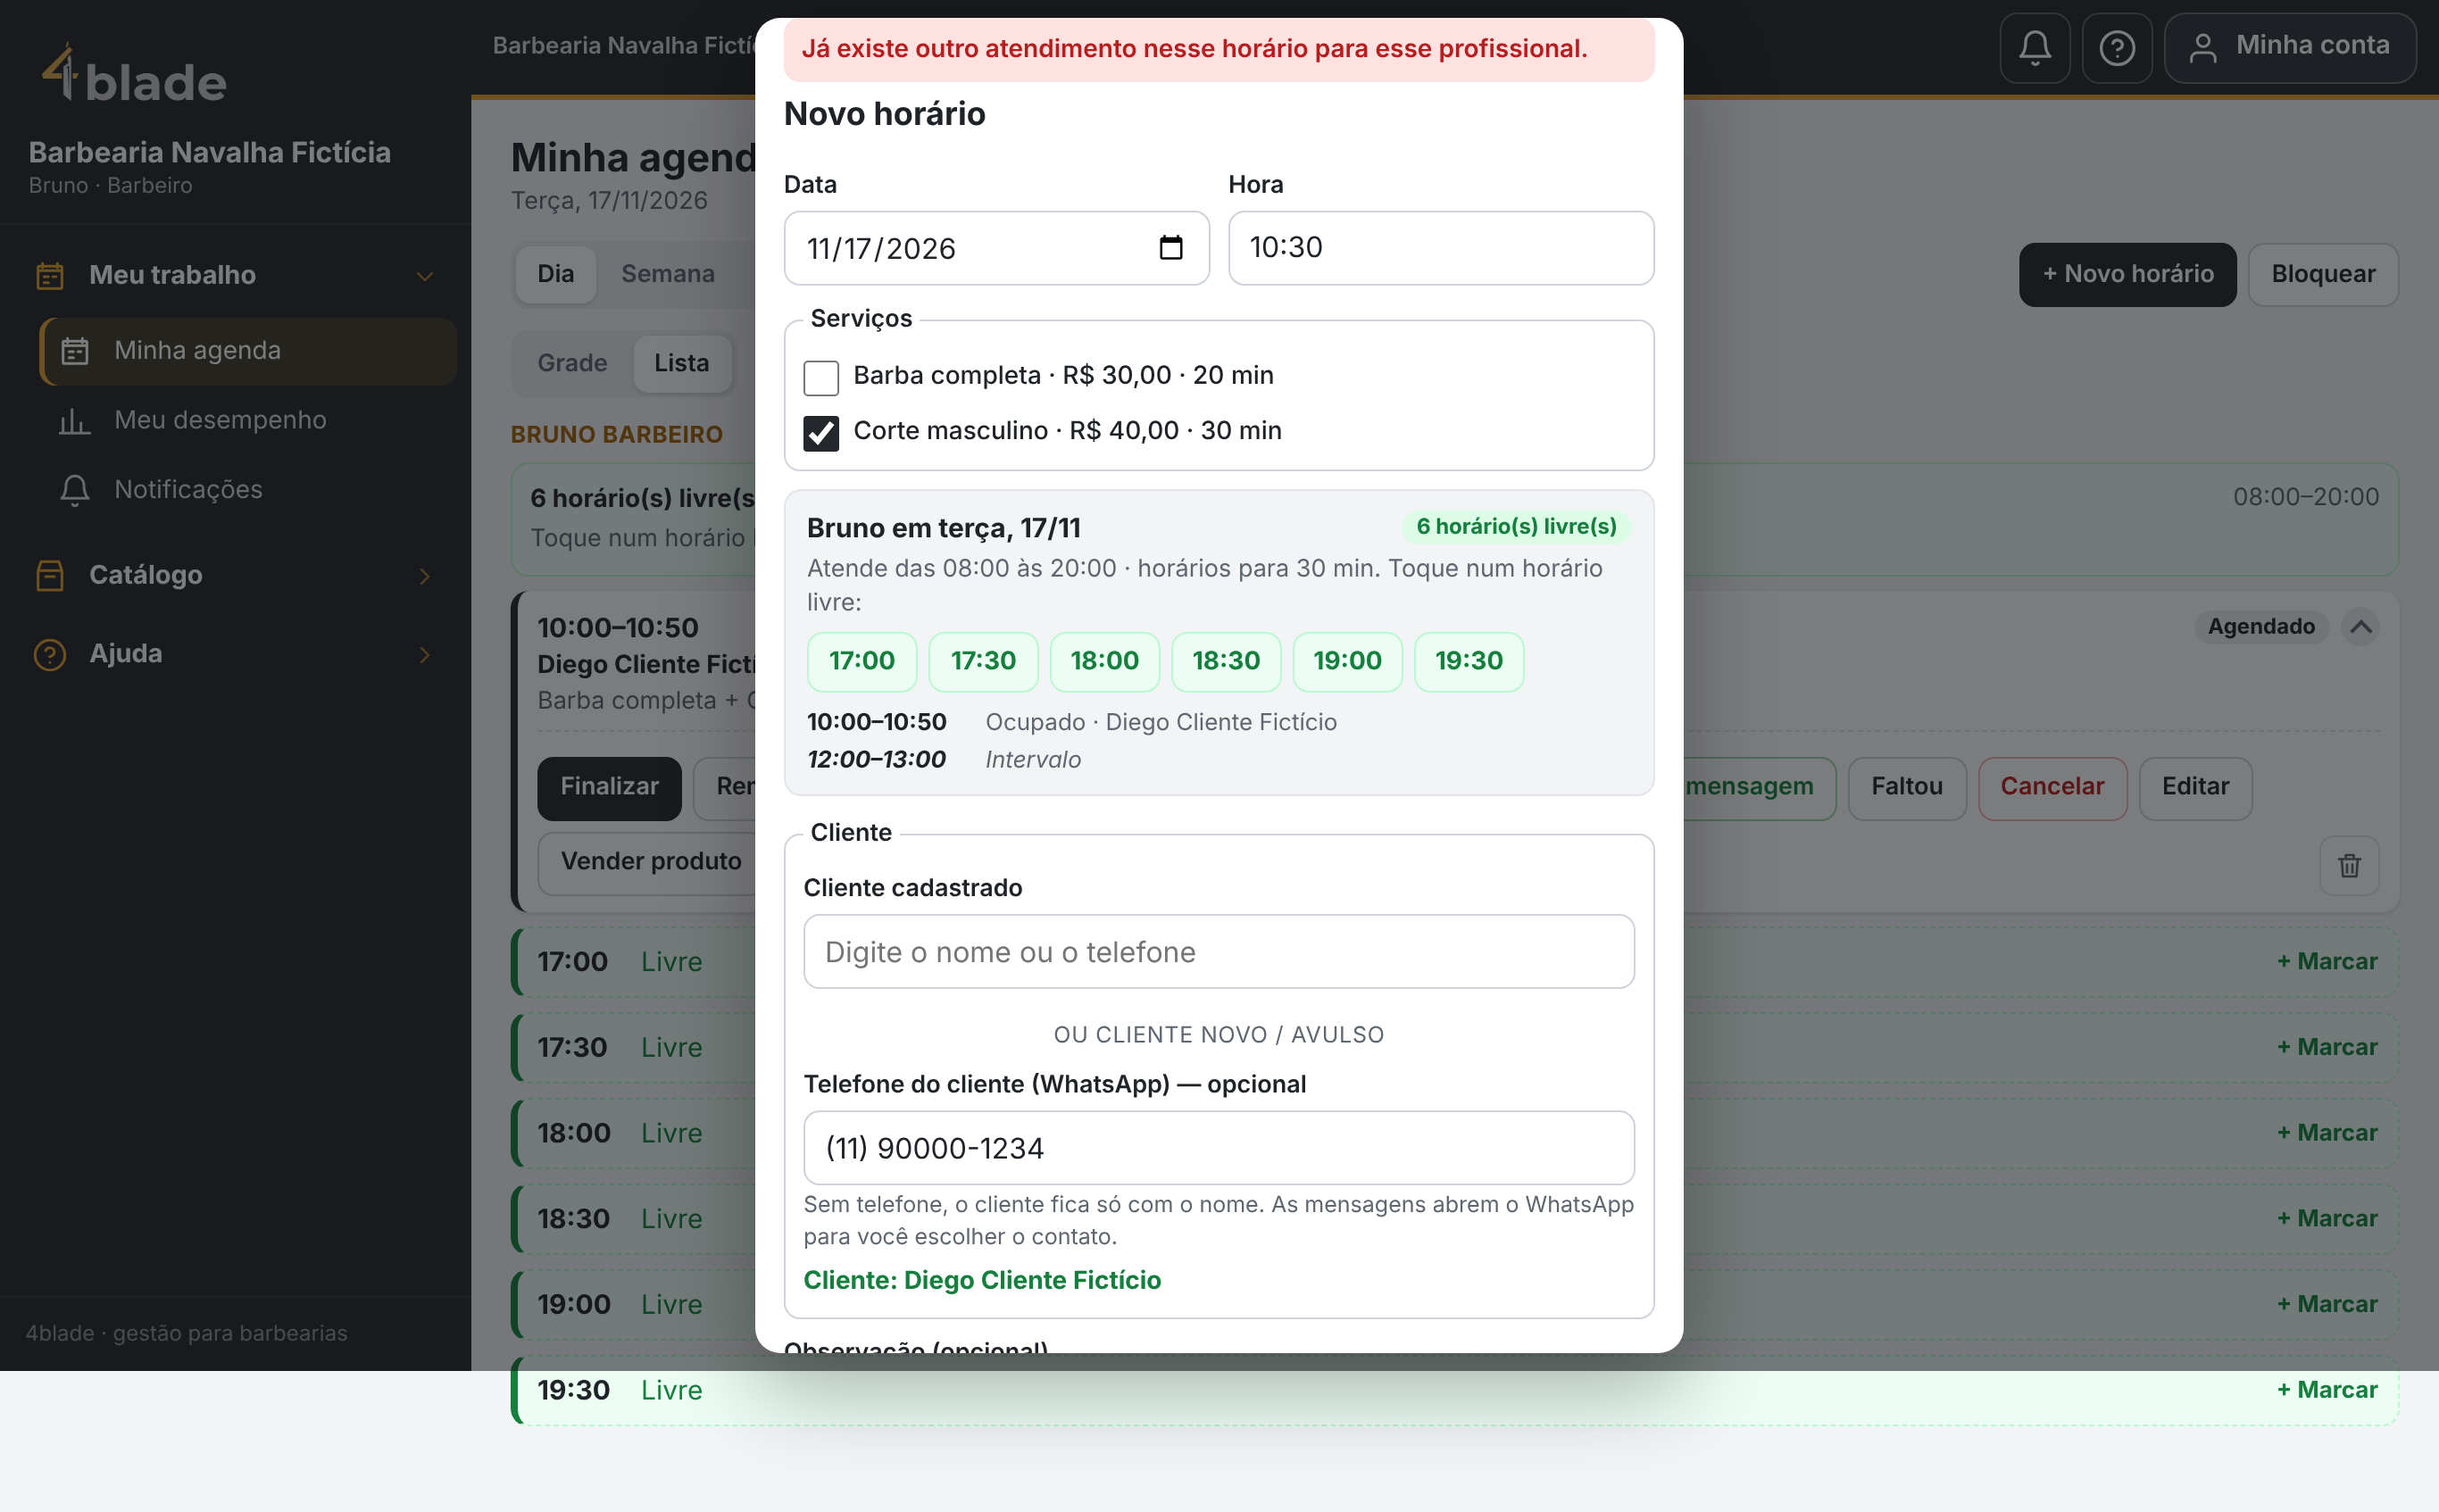 4blade
Barbearia Navalha Fictícia
Bruno · Barbeiro
Meu trabalho
Minha agenda
Meu desempenho
Notificações
Catálogo
Ajuda
4blade · gestão para barbearias
Barbearia Navalha Fictí
Minha conta
Minha agend
Terça, 17/11/2026
Dia
Semana
+ Novo horário
Bloquear
Grade
Lista
BRUNO BARBEIRO
6 horário(s) livre(s
08:00–20:00
Toque num horário
10:00–10:50
Agendado
Diego Cliente Ficti
Barba completa +
Finalizar
mensagem
Faltou
Cancelar
Editar
Vender produto
17:00 Livre + Marcar
17:30 Livre + Marcar
18:00 Livre + Marcar
18:30 Livre + Marcar
19:00 Livre + Marcar
19:30 Livre + Marcar
Já existe outro atendimento nesse horário para esse profissional.
Novo horário
Data
Hora
11/17/2026
10:30
Serviços
Barba completa · R$ 30,00 · 20 min
Corte masculino · R$ 40,00 · 30 min
Bruno em terça, 17/11
6 horário(s) livre(s)
Atende das 08:00 às 20:00 · horários para 30 min. Toque num horário
livre:
17:00 17:30 18:00 18:30 19:00 19:30
10:00–10:50 Ocupado · Diego Cliente Fictício
12:00–13:00 Intervalo
Cliente
Cliente cadastrado
Digite o nome ou o telefone
OU CLIENTE NOVO / AVULSO
Telefone do cliente (WhatsApp) — opcional
(11) 90000-1234
Sem telefone, o cliente fica só com o nome. As mensagens abrem o WhatsApp
para você escolher o contato.
Cliente: Diego Cliente Fictício
Observação (opcional)